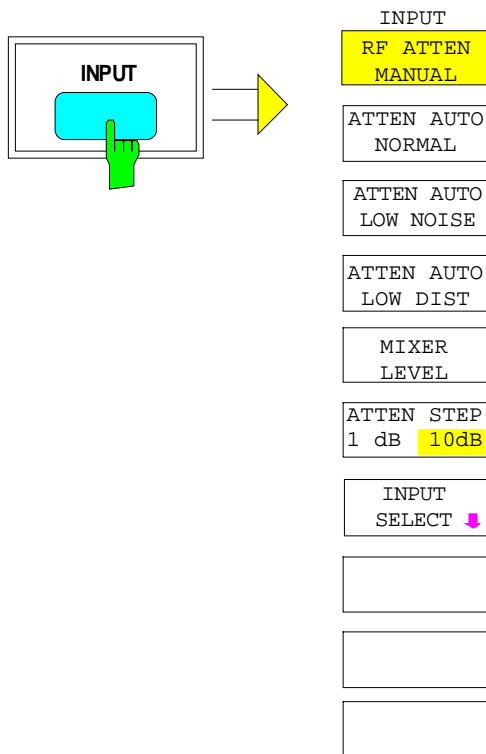 INPUT
INPUT
RF ATTEN
MANUAL
ATTEN AUTO
NORMAL
ATTEN AUTO
LOW NOISE
ATTEN AUTO
LOW DIST
MIXER
LEVEL
ATTEN STEP
1 dB 10dB
INPUT
SELECT